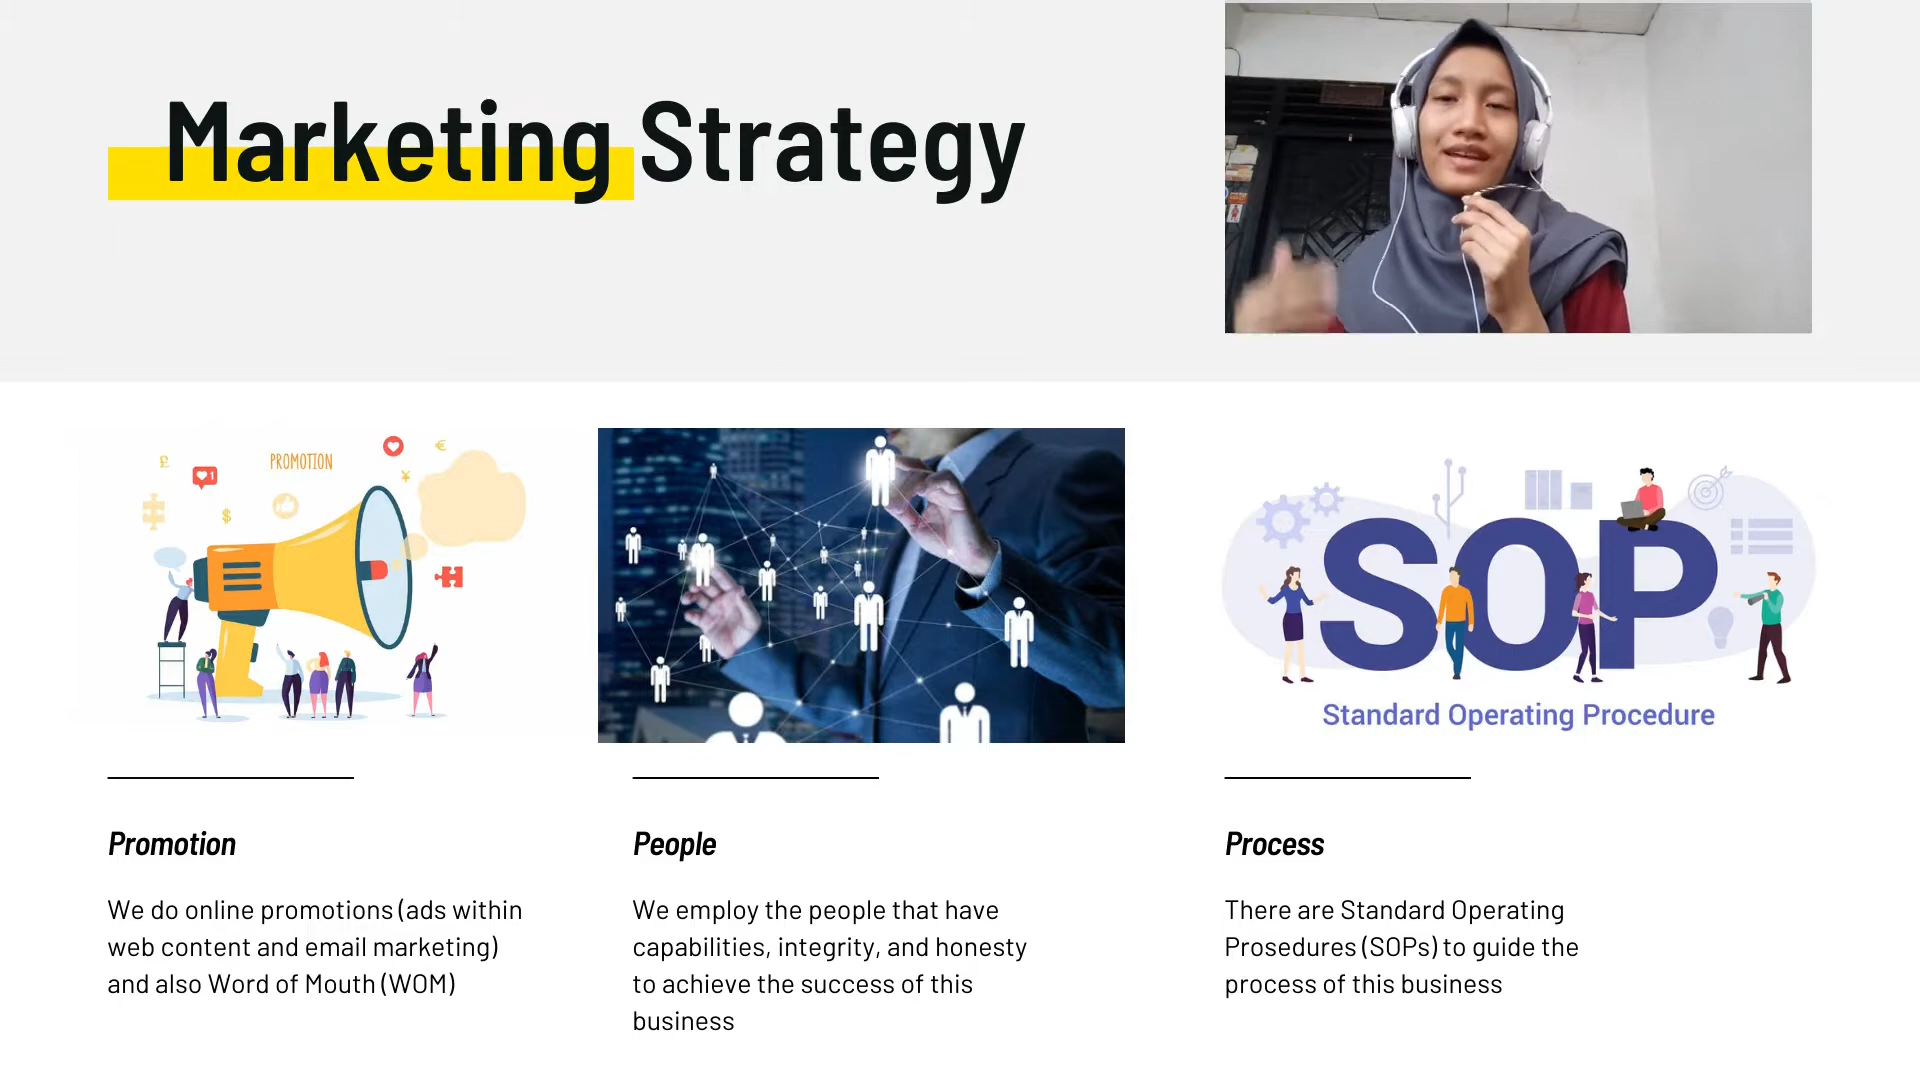 Marketing Strategy
PROMOTION
£
€
¥
1
$
SOP
Standard Operating Procedure
Promotion
We do online promotions (ads within
web content and email marketing)
and also Word of Mouth (WOM)
People
We employ the people that have
capabilities, integrity, and honesty
to achieve the success of this
business
Process
There are Standard Operating
Prosedures (SOPs) to guide the
process of this business